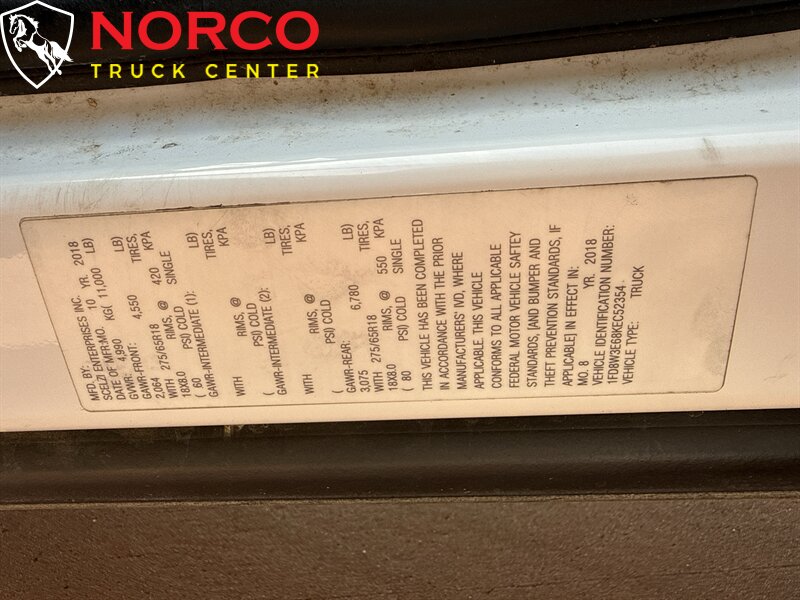 NORCO
TRUCK CENTER
MFD. BY:
SCELZI ENTERPRISES INC.
DATE OF MFR:MO. 10 YR. 2018
GVWR: 4,990 KG( 11,000 LB)
GAWR-FRONT:
2,064 4,550 LB)
WITH 275/65R18 TIRES,
18X8.0 RIMS, @ 420 KPA
( 60 PSI) COLD SINGLE
GAWR-INTERMEDIATE (1):
LB)
WITH TIRES,
RIMS, @ KPA
( PSI) COLD
GAWR-INTERMEDIATE (2):
LB)
WITH TIRES,
RIMS, @ KPA
( PSI) COLD
GAWR-REAR:
3,075 6,780 LB)
WITH 275/65R18 TIRES,
18X8.0 RIMS, @ 550 KPA
( 80 PSI) COLD SINGLE
THIS VEHICLE HAS BEEN COMPLETED
IN ACCORDANCE WITH THE PRIOR
MANUFACTURERS' IVD, WHERE
APPLICABLE. THIS VEHICLE
CONFORMS TO ALL APPLICABLE
FEDERAL MOTOR VEHICLE SAFTEY
STANDARDS, [AND BUMPER AND
THEFT PREVENTION STANDARDS, IF
APPLICABLE] IN EFFECT IN:
MO. 8 YR. 2018
VEHICLE IDENTIFICATION NUMBER:
1FD8W3E68KEC52354
VEHICLE TYPE: TRUCK